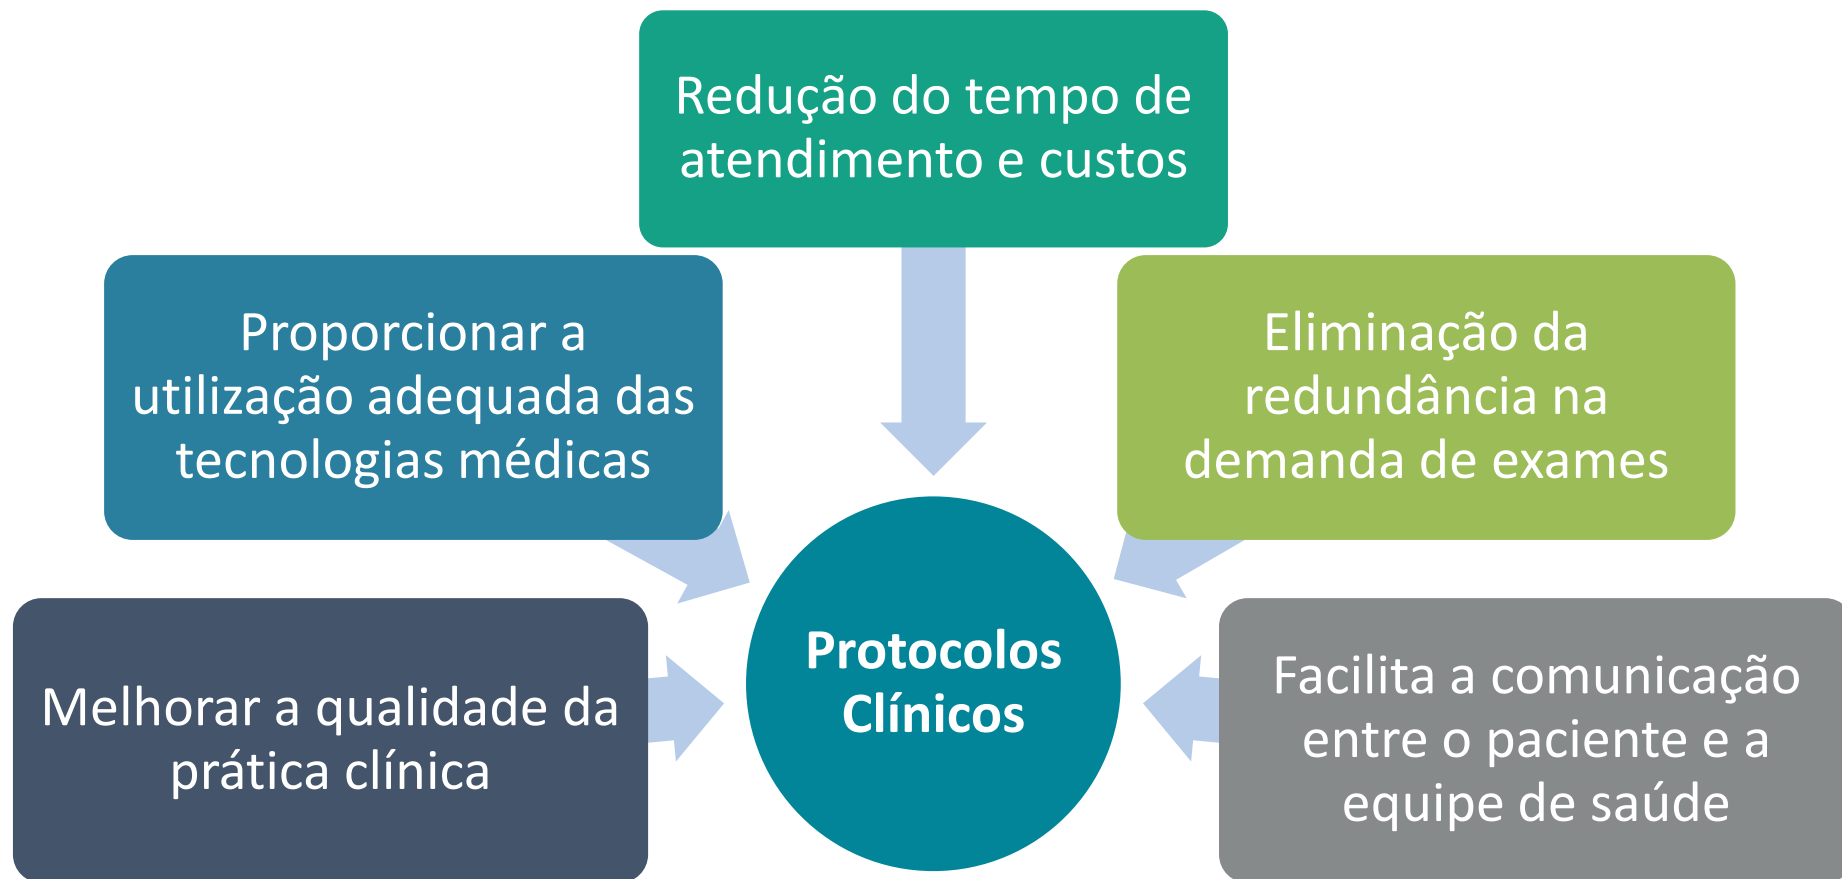 Redução do tempo de
atendimento e custos
Proporcionar a
utilização adequada das
tecnologias médicas
Eliminação da
redundância na
demanda de exames
Melhorar a qualidade da
prática clínica
Protocolos
Clínicos
Facilita a comunicação
entre o paciente e a
equipe de saúde